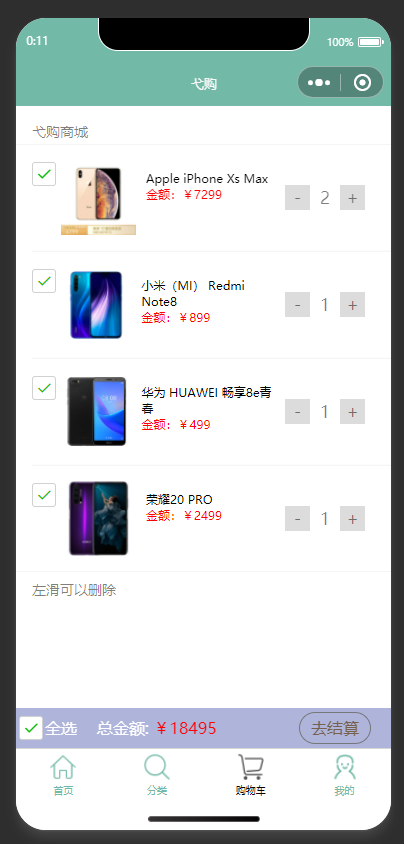 0:11
100%
弋购
弋购商城
Apple iPhone Xs Max
金额：￥7299
- 2 +
小米（MI） Redmi
Note8
金额：￥899
- 1 +
华为 HUAWEI 畅享8e青
春
金额：￥499
- 1 +
荣耀20 PRO
金额：￥2499
- 1 +
左滑可以删除
全选 总金额: ￥18495 去结算
首页 分类 购物车 我的